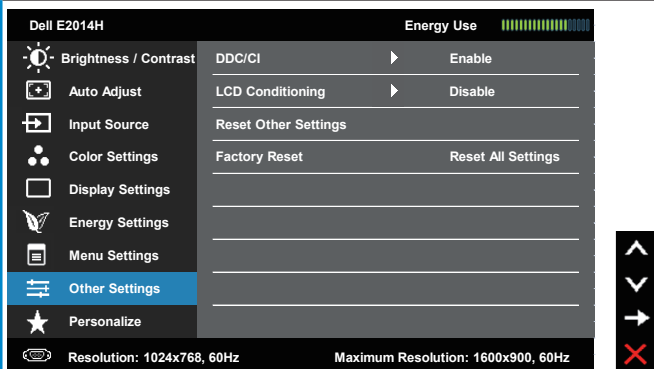 Dell E2014H Energy Use
Brightness / Contrast DDC/CI Enable
Auto Adjust LCD Conditioning Disable
Input Source Reset Other Settings
Color Settings Factory Reset Reset All Settings
Display Settings
Energy Settings
Menu Settings
Other Settings
Personalize
Resolution: 1024x768, 60Hz Maximum Resolution: 1600x900, 60Hz